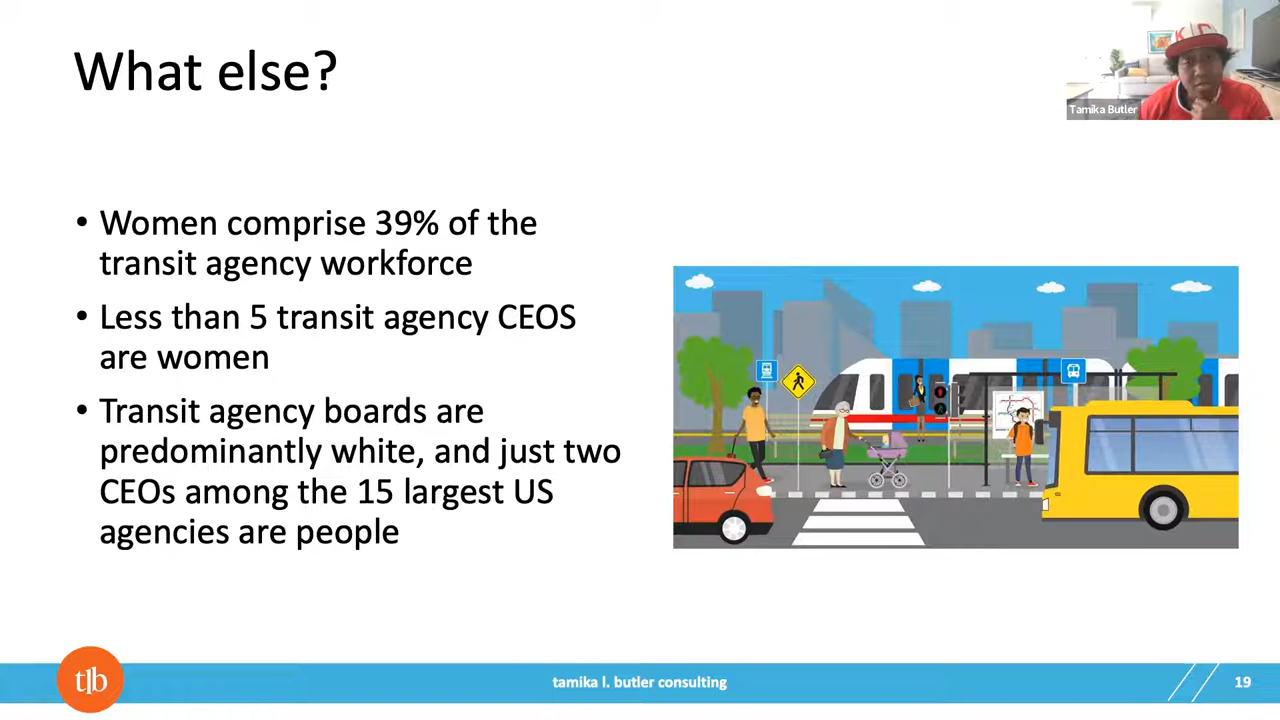 What else?
Tamika Butler
• Women comprise 39% of the
transit agency workforce
• Less than 5 transit agency CEOS
are women
• Transit agency boards are
predominantly white, and just two
CEOs among the 15 largest US
agencies are people
tlb
tamika l. butler consulting
19